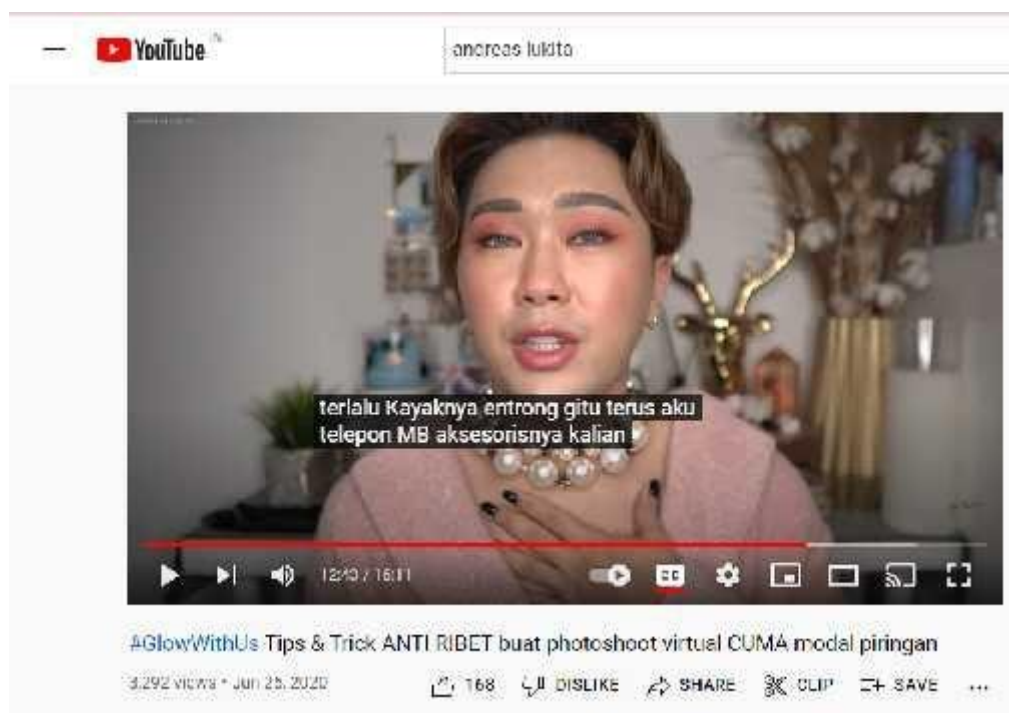 YouTube
andreas lukita
terlalu Kayaknya entrong gitu terus aku
telepon MB aksesorisnya kalian
CC
12:43 / 16:11
#GlowWithUs Tips & Trick ANTI RIBET buat photoshoot virtual CUMA modal piringan
3,292 views • Jun 25, 2020 168 DISLIKE SHARE CLIP SAVE ...